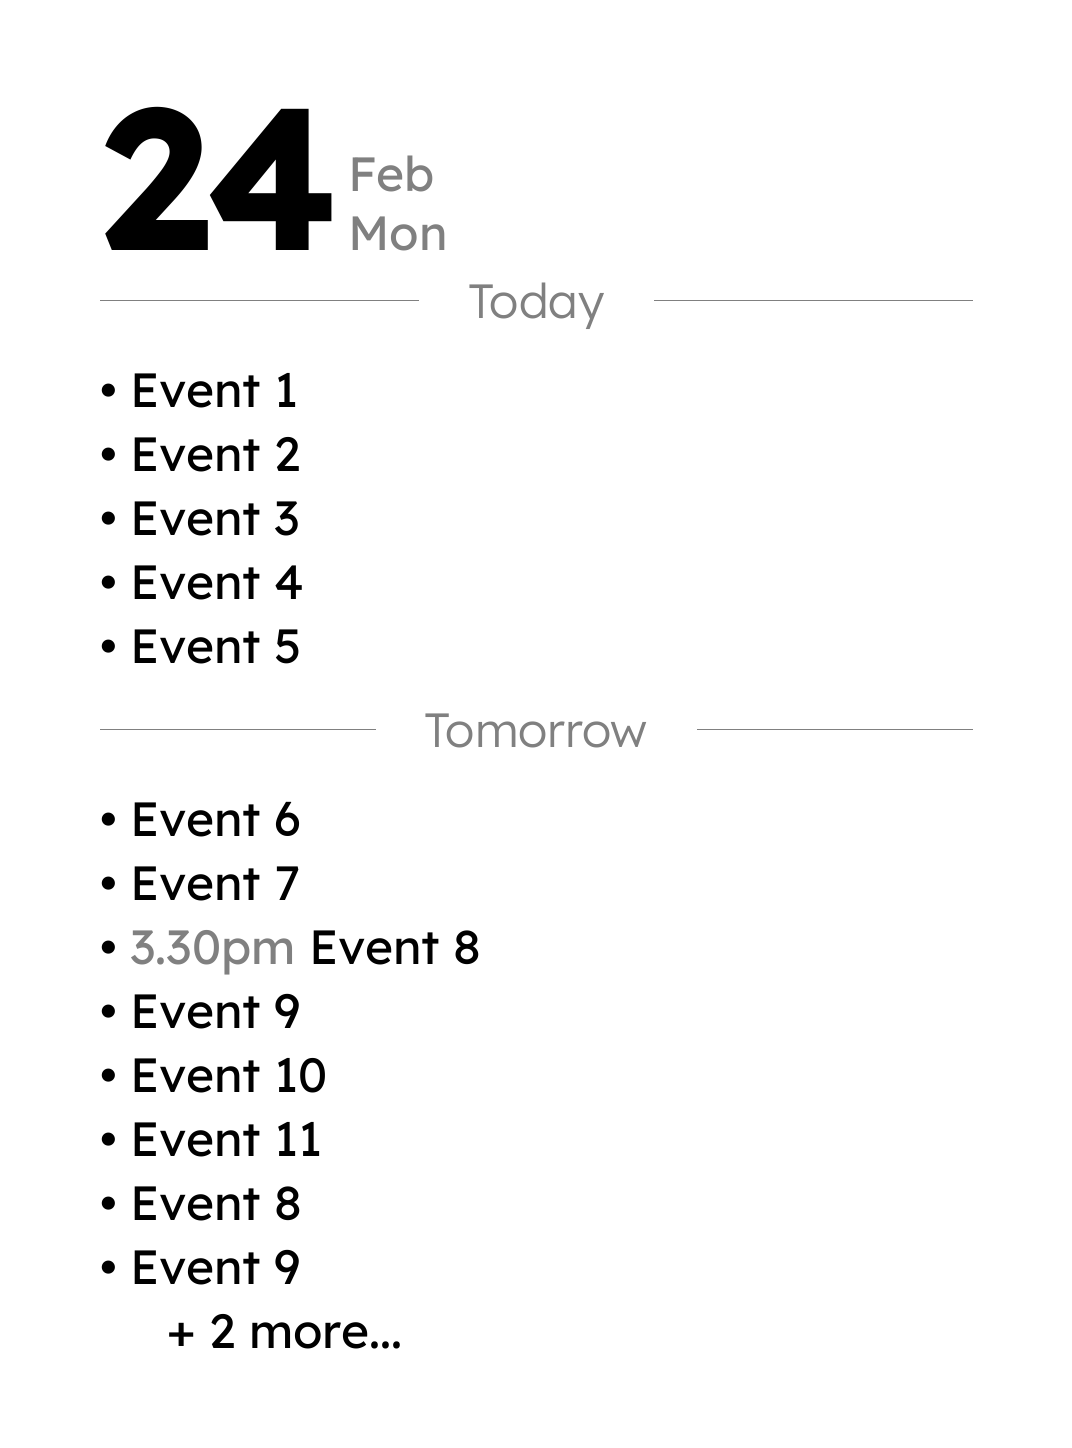 24
Feb
Mon
Today
• Event 1
• Event 2
• Event 3
• Event 4
• Event 5
Tomorrow
• Event 6
• Event 7
• 3.30pm Event 8
• Event 9
• Event 10
• Event 11
• Event 8
• Event 9
+ 2 more...